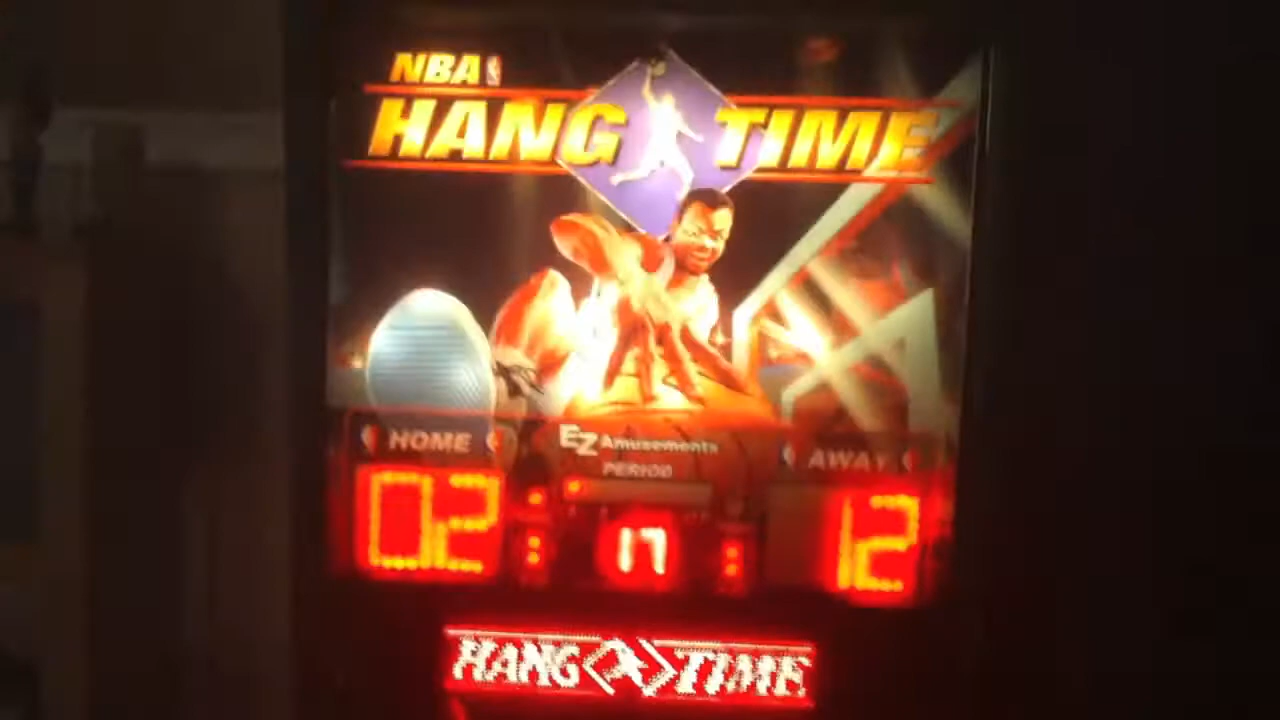 NBA
HANG TIME
HOME
EZ Amusements
AWAY
PERIOD
02
17
12
HANG TIME